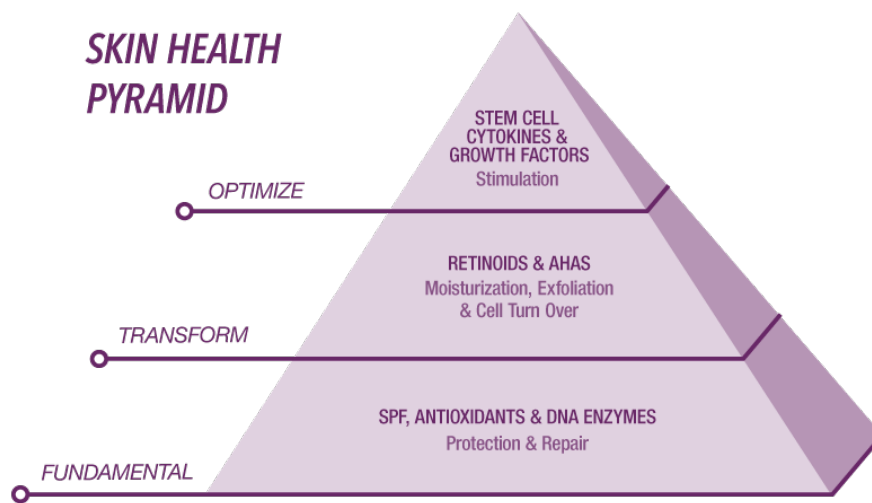 SKIN HEALTH
PYRAMID
STEM CELL
CYTOKINES &
GROWTH FACTORS
Stimulation
OPTIMIZE
RETINOIDS & AHAS
Moisturization, Exfoliation
& Cell Turn Over
TRANSFORM
SPF, ANTIOXIDANTS & DNA ENZYMES
Protection & Repair
FUNDAMENTAL